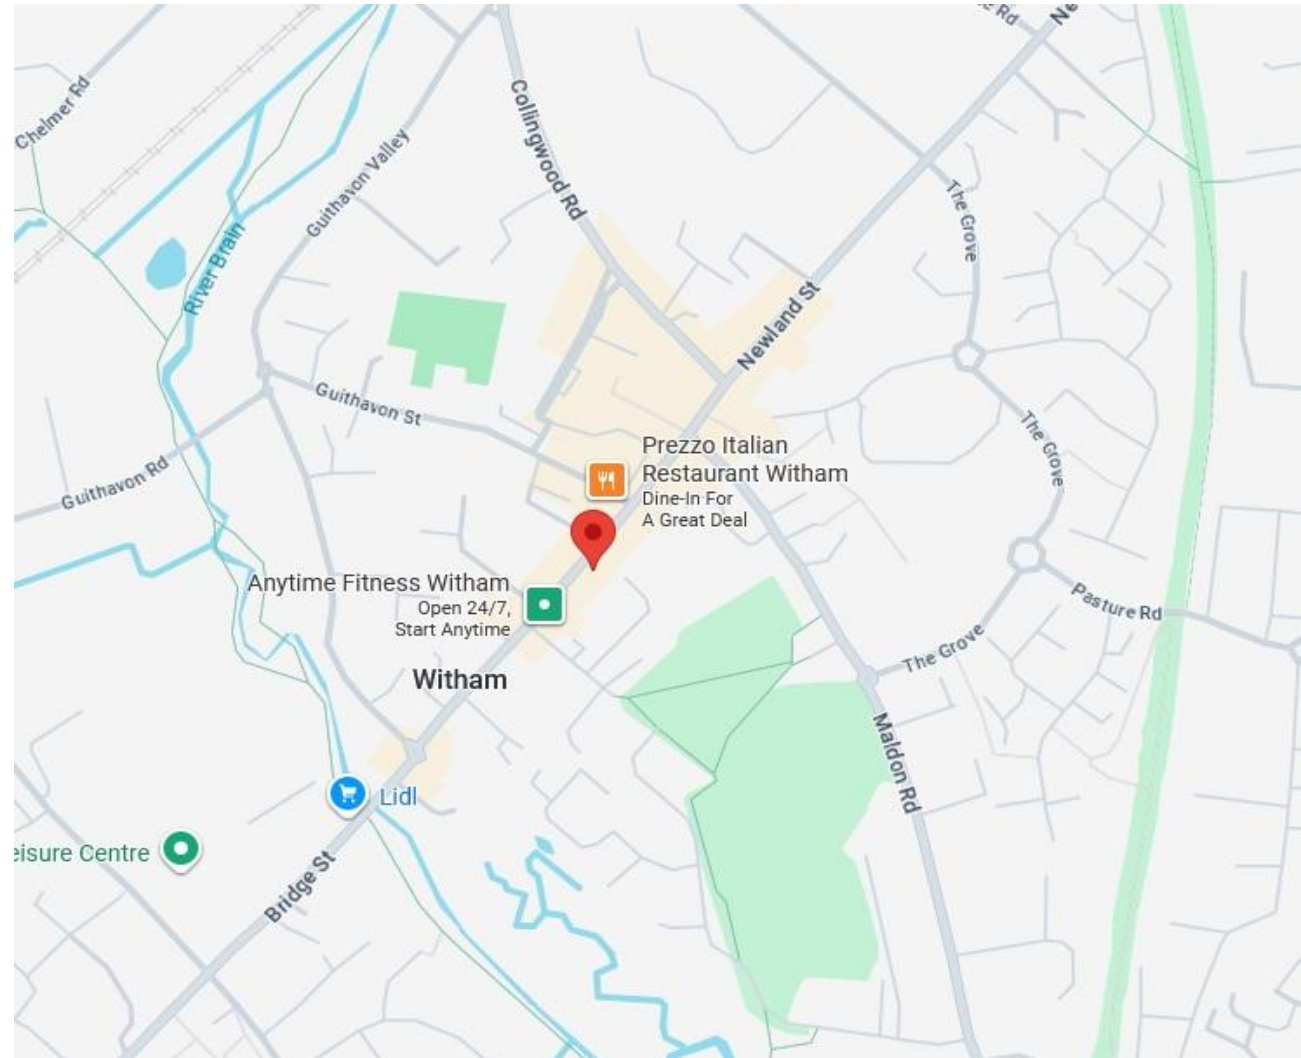 Rd
Ne
Chelmer Rd
Collingwood Rd
Guithavon Valley
The Grove
River Brain
Newland St
Guithavon St
The Grove
Prezzo Italian
Restaurant Witham
Dine-In For
A Great Deal
Guithavon Rd
Anytime Fitness Witham
Open 24/7,
Start Anytime
Pasture Rd
The Grove
Witham
Maldon Rd
Lidl
eisure Centre
Bridge St